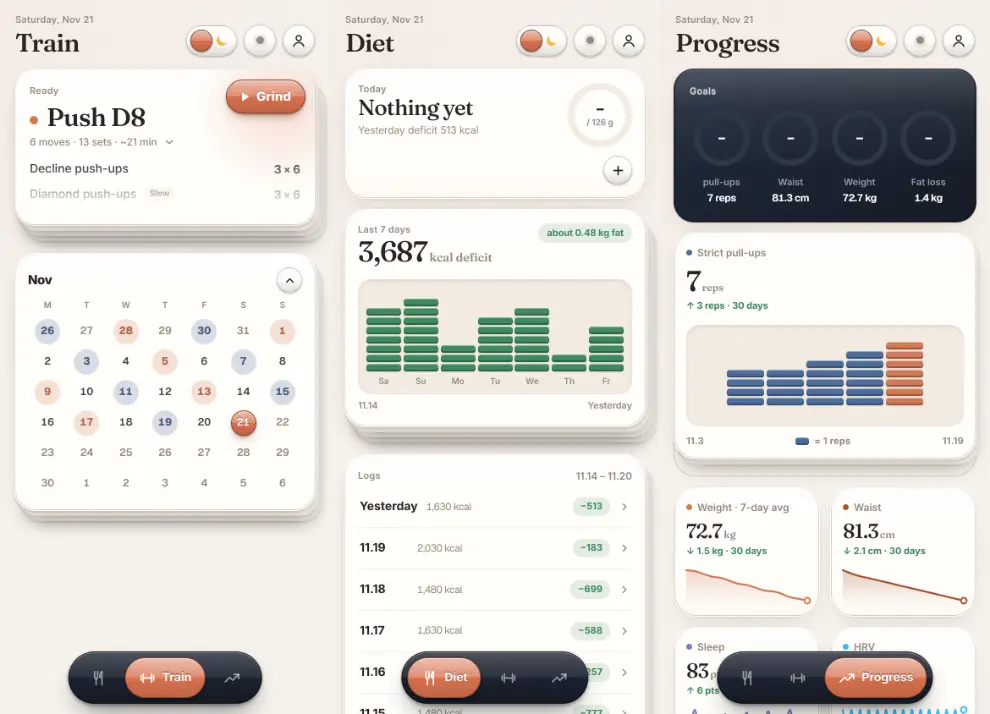 Saturday, Nov 21
Train
Ready
Grind
Push D8
6 moves · 13 sets · ~21 min
Decline push-ups 3 × 6
Diamond push-ups Slow 3 × 6
Nov
M T W T F S S
26 27 28 29 30 31 1
2 3 4 5 6 7 8
9 10 11 12 13 14 15
16 17 18 19 20 21 22
23 24 25 26 27 28 29
30 1 2 3 4 5 6
Train
Saturday, Nov 21
Diet
Today
Nothing yet
Yesterday deficit 513 kcal
-
/ 126 g
+
Last 7 days
3,687 kcal deficit
about 0.48 kg fat
Sa Su Mo Tu We Th Fr
11.14 Yesterday
Logs 11.14 – 11.20
Yesterday 1,630 kcal −513
11.19 2,030 kcal −183
11.18 1,480 kcal −699
11.17 1,630 kcal −588
11.16 257
11.15 1,480 kcal −777
Diet
Saturday, Nov 21
Progress
Goals
- - - -
pull-ups Waist Weight Fat loss
7 reps 81.3 cm 72.7 kg 1.4 kg
Strict pull-ups
7 reps
↑ 3 reps · 30 days
11.3 = 1 reps 11.19
Weight · 7-day avg
72.7 kg
↓ 1.5 kg · 30 days
Waist
81.3 cm
↓ 2.1 cm · 30 days
Sleep
83
↑ 6 pts
HRV
Progress